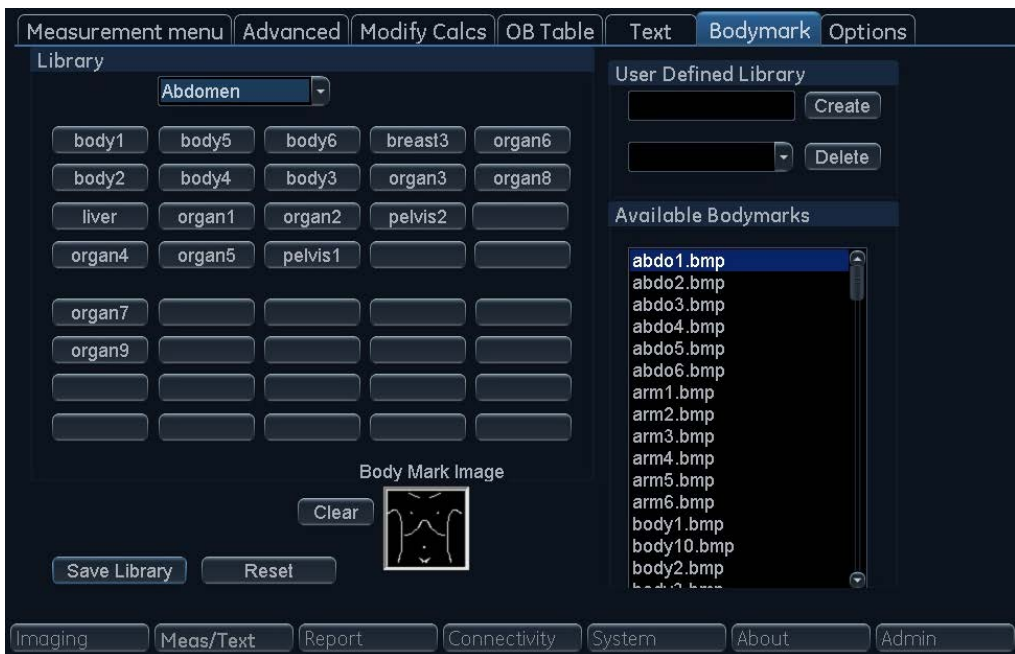 Measurement menu Advanced Modify Calcs OB Table Text Bodymark Options
Library
Abdomen
body1 body5 body6 breast3 organ6
body2 body4 body3 organ3 organ8
liver organ1 organ2 pelvis2
organ4 organ5 pelvis1
organ7
organ9
Body Mark Image
Clear
Save Library Reset
User Defined Library
Create
Delete
Available Bodymarks
abdo1.bmp
abdo2.bmp
abdo3.bmp
abdo4.bmp
abdo5.bmp
abdo6.bmp
arm1.bmp
arm2.bmp
arm3.bmp
arm4.bmp
arm5.bmp
arm6.bmp
body1.bmp
body10.bmp
body2.bmp
Imaging Meas/Text Report Connectivity System About Admin